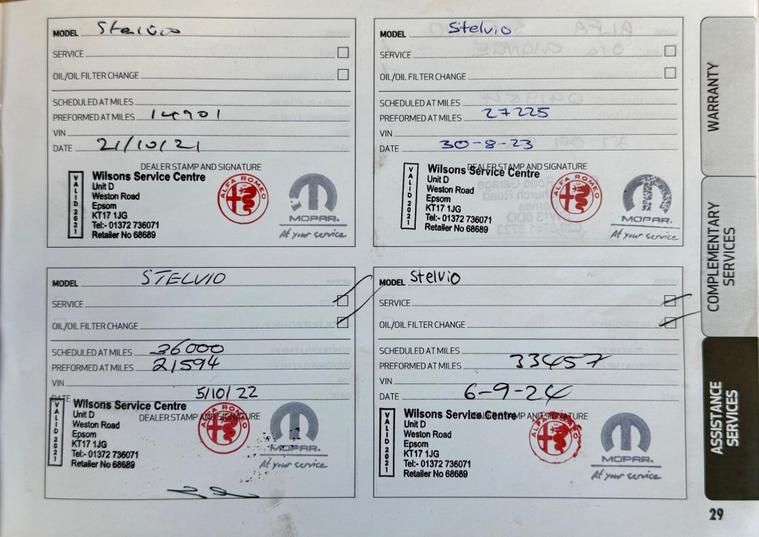 MODEL Stelvio
SERVICE
OIL/OIL FILTER CHANGE
SCHEDULED AT MILES
PREFORMED AT MILES 14901
VIN
DATE 21/10/21
DEALER STAMP AND SIGNATURE
VALID 2021
Wilsons Service Centre
Unit D
Weston Road
Epsom
KT17 1JG
Tel:- 01372 736071
Retailer No 68689
ALFA ROMEO
MOPAR.
At your service
MODEL Stelvio
SERVICE
OIL/OIL FILTER CHANGE
SCHEDULED AT MILES
PREFORMED AT MILES 27225
VIN
DATE 30-8-23
DEALER STAMP AND SIGNATURE
VALID 2021
Wilsons Service Centre
Unit D
Weston Road
Epsom
KT17 1JG
Tel:- 01372 736071
Retailer No 68689
ALFA ROMEO
MOPAR.
At your service
MODEL STELVIO
SERVICE
OIL/OIL FILTER CHANGE
SCHEDULED AT MILES 36000
PREFORMED AT MILES 21594
VIN
DATE 5/10/22
DEALER STAMP AND SIGNATURE
VALID 2021
Wilsons Service Centre
Unit D
Weston Road
Epsom
KT17 1JG
Tel:- 01372 736071
Retailer No 68689
ALFA ROMEO
At your service
MODEL Stelvio
SERVICE
OIL/OIL FILTER CHANGE
SCHEDULED AT MILES
PREFORMED AT MILES 33457
VIN
DATE 6-9-24
DEALER STAMP AND SIGNATURE
VALID 2021
Wilsons Service Centre
Unit D
Weston Road
Epsom
KT17 1JG
Tel:- 01372 736071
Retailer No 68689
ALFA ROMEO
MOPAR.
At your service
WARRANTY
COMPLEMENTARY
SERVICES
ASSISTANCE
SERVICES
29